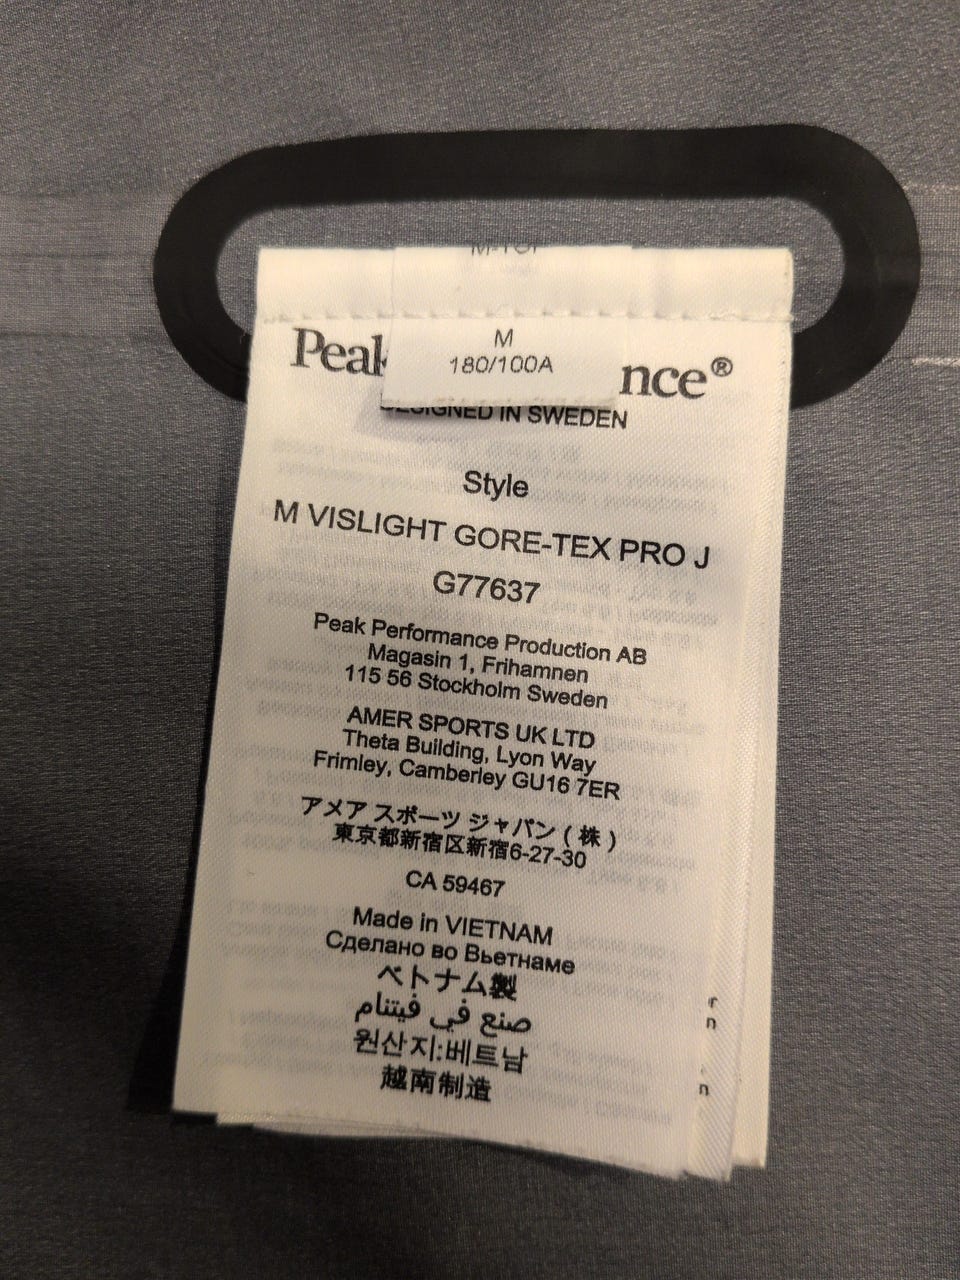 M
180/100A
Peak nce®
DESIGNED IN SWEDEN
Style
M VISLIGHT GORE-TEX PRO J
G77637
Peak Performance Production AB
Magasin 1, Frihamnen
115 56 Stockholm Sweden
AMER SPORTS UK LTD
Theta Building, Lyon Way
Frimley, Camberley GU16 7ER
アメア スポーツ ジャパン ( 株 )
東京都新宿区新宿6-27-30
CA 59467
Made in VIETNAM
Сделано во Вьетнаме
ベトナム製
صنع في فيتنام
원산지:베트남
越南制造